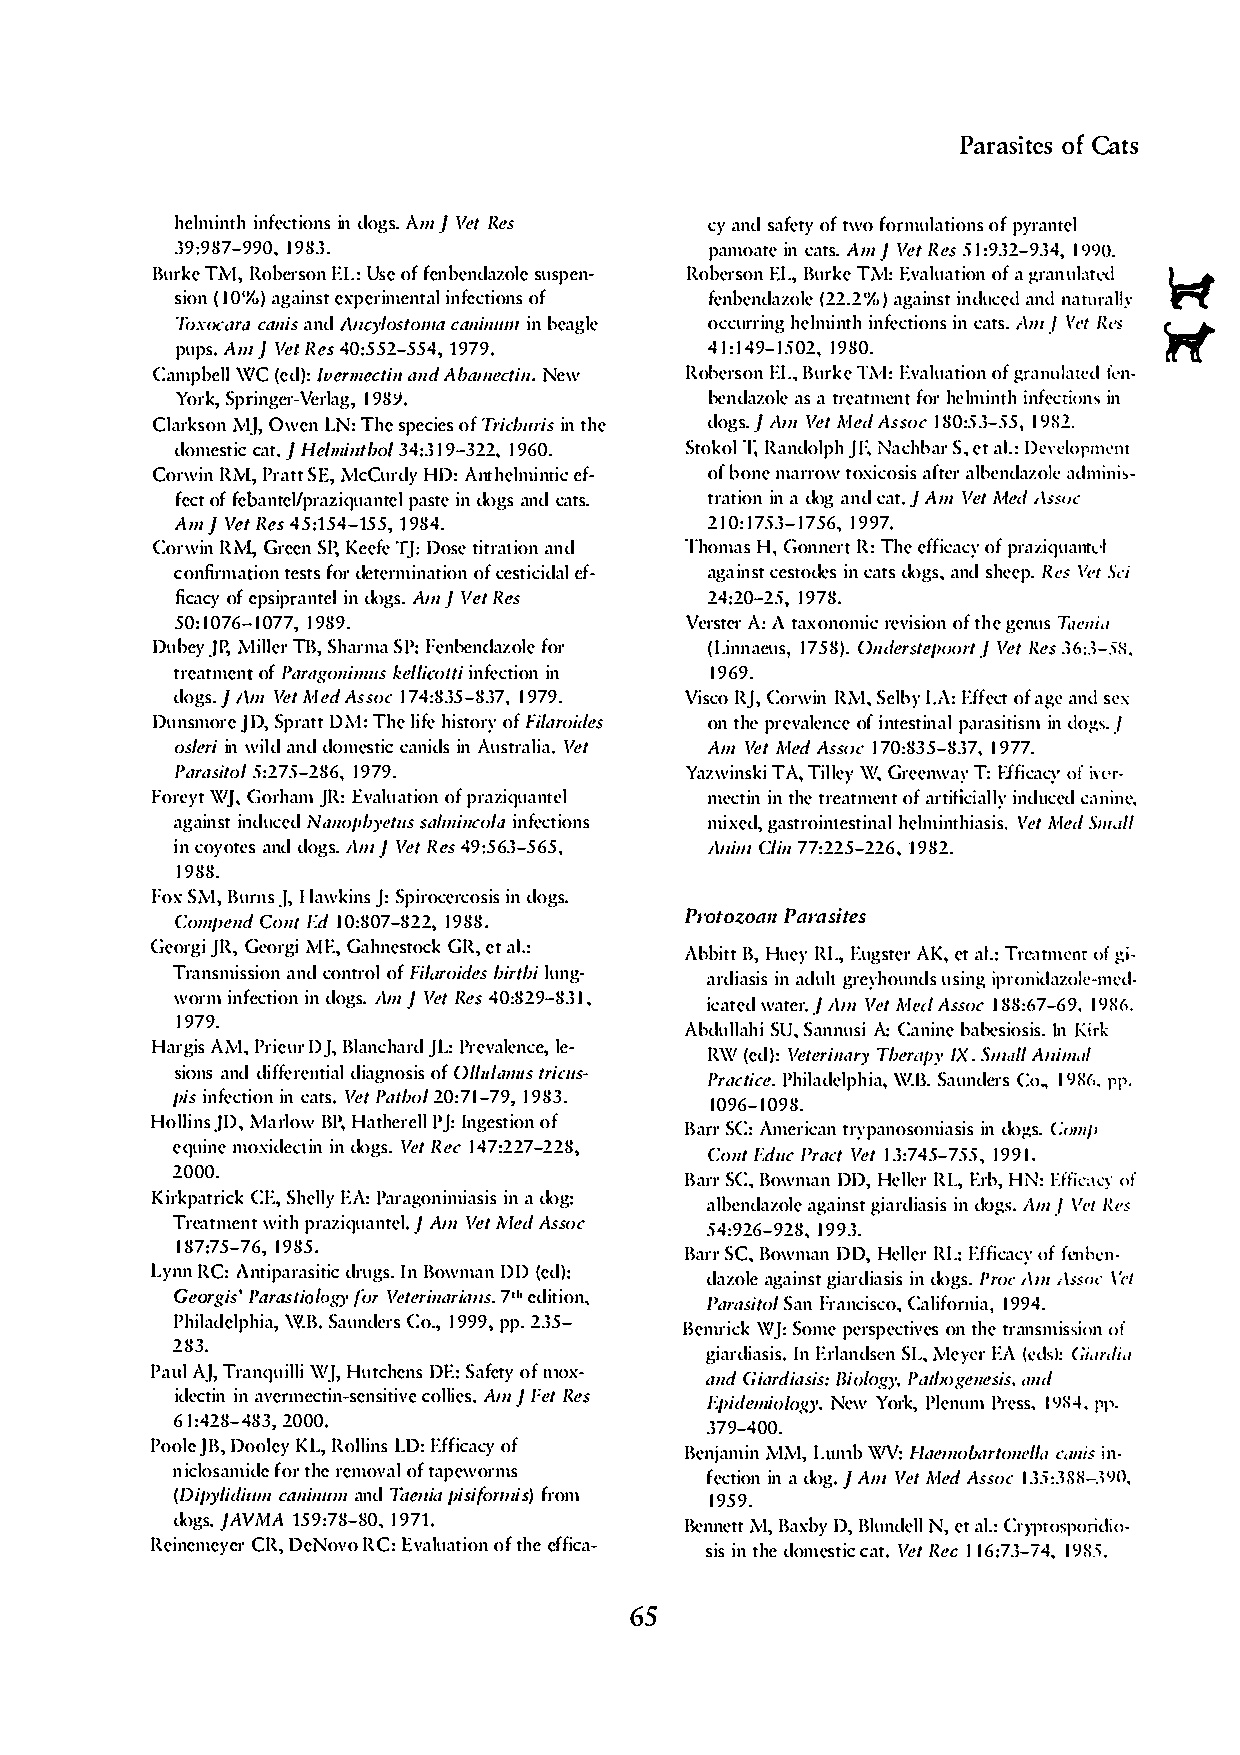 Parasites of Cats
helminth infections in dogs. Am J Vet Res
39:987–990, 1983.
Burke TM, Roberson EL: Use of fenbendazole suspen-
sion (10%) against experimental infections of
Toxocara canis and Ancylostoma caninum in beagle
pups. Am J Vet Res 40:552–554, 1979.
Campbell WC (ed): Ivermectin and Abamectin. New
York, Springer-Verlag, 1989.
Clarkson MJ, Owen LN: The species of Trichuris in the
domestic cat. J Helminthol 34:319–322, 1960.
Corwin RM, Pratt SE, McCurdy HD: Anthelmintic ef-
fect of febantel/praziquantel paste in dogs and cats.
Am J Vet Res 45:154–155, 1984.
Corwin RM, Green SP, Keefe TJ: Dose titration and
confirmation tests for determination of cesticidal ef-
ficacy of epsiprantel in dogs. Am J Vet Res
50:1076–1077, 1989.
Dubey JP, Miller TB, Sharma SP: Fenbendazole for
treatment of Paragonimus kellicotti infection in
dogs. J Am Vet Med Assoc 174:835–837, 1979.
Dunsmore JD, Spratt DM: The life history of Filaroides
osleri in wild and domestic canids in Australia. Vet
Parasitol 5:275–286, 1979.
Foreyt WJ, Gorham JR: Evaluation of praziquantel
against induced Nanophyetus salmincola infections
in coyotes and dogs. Am J Vet Res 49:563–565,
1988.
Fox SM, Burns J, Hawkins J: Spirocercosis in dogs.
Compend Cont Ed 10:807–822, 1988.
Georgi JR, Georgi ME, Gahnestock GR, et al.:
Transmission and control of Filaroides hirthi lung-
worm infection in dogs. Am J Vet Res 40:829–831,
1979.
Hargis AM, Prieur DJ, Blanchard JL: Prevalence, le-
sions and differential diagnosis of Ollulanus tricus-
pis infection in cats. Vet Pathol 20:71–79, 1983.
Hollins JD, Marlow BP, Hatherell PJ: Ingestion of
equine moxidectin in dogs. Vet Rec 147:227–228,
2000.
Kirkpatrick CE, Shelly EA: Paragonimiasis in a dog:
Treatment with praziquantel. J Am Vet Med Assoc
187:75–76, 1985.
Lynn RC: Antiparasitic drugs. In Bowman DD (ed):
Georgis' Parastiology for Veterinarians. 7th edition,
Philadelphia, W.B. Saunders Co., 1999, pp. 235–
283.
Paul AJ, Tranquilli WJ, Hutchens DE: Safety of mox-
idectin in avermectin-sensitive collies. Am J Fet Res
61:428–483, 2000.
Poole JB, Dooley KL, Rollins LD: Efficacy of
niclosamide for the removal of tapeworms
(Dipylidium caninum and Taenia pisiformis) from
dogs. JAVMA 159:78–80, 1971.
Reinemeyer CR, DeNovo RC: Evaluation of the effica-
cy and safety of two formulations of pyrantel
pamoate in cats. Am J Vet Res 51:932–934, 1990.
Roberson EL, Burke TM: Evaluation of a granulated
fenbendazole (22.2%) against induced and naturally
occurring helminth infections in cats. Am J Vet Res
41:149–1502, 1980.
Roberson EL, Burke TM: Evaluation of granulated fen-
bendazole as a treatment for helminth infections in
dogs. J Am Vet Med Assoc 180:53–55, 1982.
Stokol T, Randolph JF, Nachbar S, et al.: Development
of bone marrow toxicosis after albendazole adminis-
tration in a dog and cat. J Am Vet Med Assoc
210:1753–1756, 1997.
Thomas H, Gonnert R: The efficacy of praziquantel
against cestodes in cats dogs, and sheep. Res Vet Sci
24:20–25, 1978.
Verster A: A taxonomic revision of the genus Taenia
(Linnaeus, 1758). Onderstepoort J Vet Res 36:3–58,
1969.
Visco RJ, Corwin RM, Selby LA: Effect of age and sex
on the prevalence of intestinal parasitism in dogs. J
Am Vet Med Assoc 170:835–837, 1977.
Yazwinski TA, Tilley W, Greenway T: Efficacy of iver-
mectin in the treatment of artificially induced canine,
mixed, gastrointestinal helminthiasis. Vet Med Small
Anim Clin 77:225–226, 1982.
Protozoan Parasites
Abbitt B, Huey RL, Eugster AK, et al.: Treatment of gi-
ardiasis in adult greyhounds using ipronidazole-med-
icated water. J Am Vet Med Assoc 188:67–69, 1986.
Abdullahi SU, Sannusi A: Canine babesiosis. In Kirk
RW (ed): Veterinary Therapy IX. Small Animal
Practice. Philadelphia, W.B. Saunders Co., 1986, pp.
1096–1098.
Barr SC: American trypanosomiasis in dogs. Comp
Cont Educ Pract Vet 13:745–755, 1991.
Barr SC, Bowman DD, Heller RL, Erb, HN: Efficacy of
albendazole against giardiasis in dogs. Am J Vet Res
54:926–928, 1993.
Barr SC, Bowman DD, Heller RL: Efficacy of fenben-
dazole against giardiasis in dogs. Proc Am Assoc Vet
Parasitol San Francisco, California, 1994.
Bemrick WJ: Some perspectives on the transmission of
giardiasis. In Erlandsen SL, Meyer EA (eds): Giardia
and Giardiasis: Biology, Pathogenesis, and
Epidemiology. New York, Plenum Press, 1984, pp.
379–400.
Benjamin MM, Lumb WV: Haemobartonella canis in-
fection in a dog. J Am Vet Med Assoc 135:388–390,
1959.
Bennett M, Baxby D, Blundell N, et al.: Cryptosporidio-
sis in the domestic cat. Vet Rec 116:73–74, 1985.
65